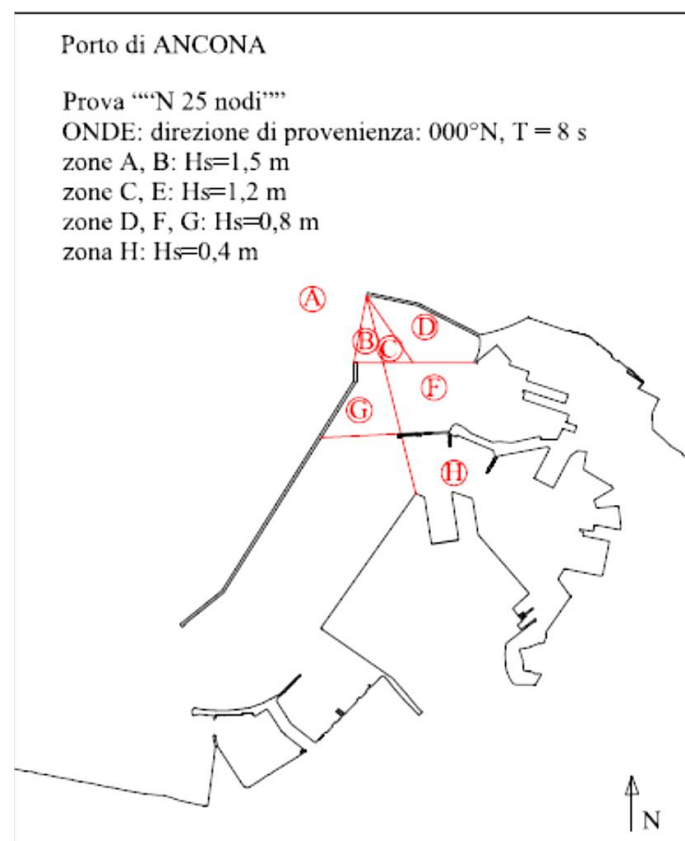 Porto di ANCONA
Prova ““N 25 nodi””
ONDE: direzione di provenienza: 000°N, T = 8 s
zone A, B: Hs=1,5 m
zone C, E: Hs=1,2 m
zone D, F, G: Hs=0,8 m
zona H: Hs=0,4 m
A
D
B
C
F
G
H
N